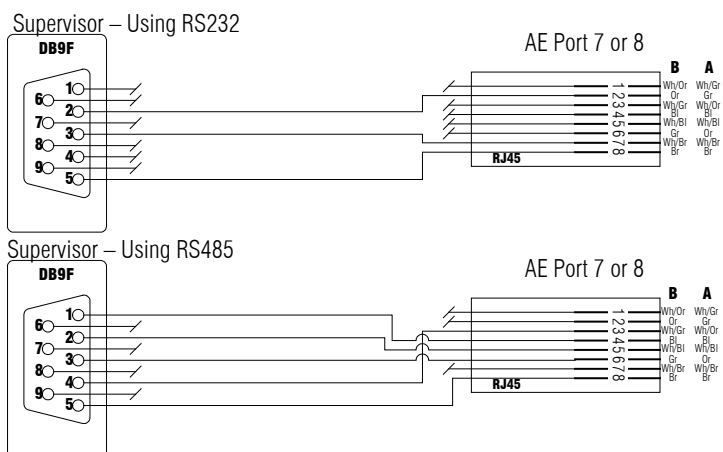 Supervisor – Using RS232
DB9F
1
6
2
7
3
8
4
9
5
AE Port 7 or 8
B A
1 Wh/Or Wh/Gr
2 Or Gr
3 Wh/Gr Wh/Or
4 Bl Bl
5 Wh/Bl Wh/Bl
6 Gr Or
7 Wh/Br Wh/Br
8 Br Br
RJ45
Supervisor – Using RS485
DB9F
1
6
2
7
3
8
4
9
5
AE Port 7 or 8
B A
1 Wh/Or Wh/Gr
2 Or Gr
3 Wh/Gr Wh/Or
4 Bl Bl
5 Wh/Bl Wh/Bl
6 Gr Or
7 Wh/Br Wh/Br
8 Br Br
RJ45